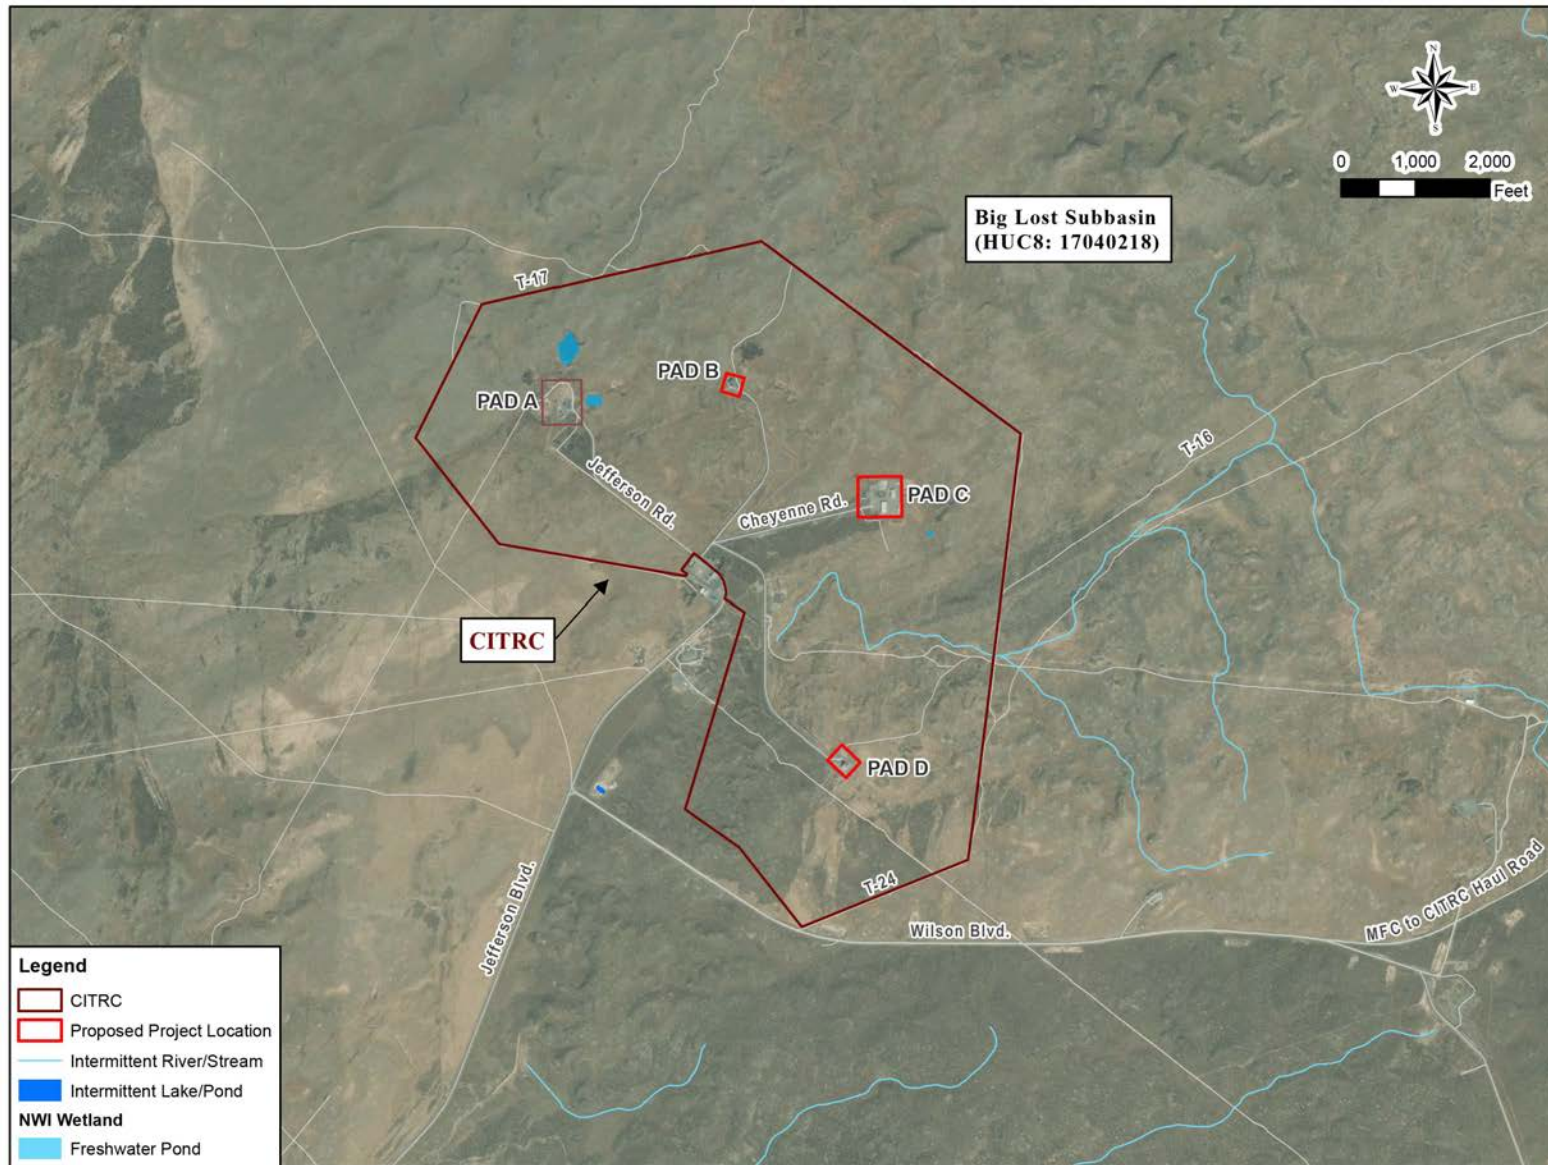 N
W E
S
0 1,000 2,000
Feet
Big Lost Subbasin
(HUC8: 17040218)
T-17
PAD B
PAD A
T-16
Jefferson Rd.
PAD C
Cheyenne Rd.
CITRC
PAD D
T-24
Jefferson Blvd.
Wilson Blvd.
MFC to CITRC Haul Road
Legend
CITRC
Proposed Project Location
Intermittent River/Stream
Intermittent Lake/Pond
NWI Wetland
Freshwater Pond